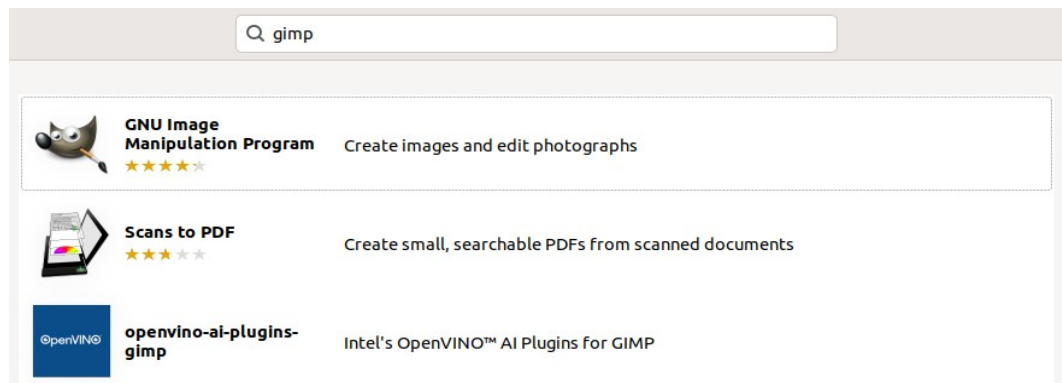 gimp
GNU Image
Manipulation Program
Create images and edit photographs
Scans to PDF
Create small, searchable PDFs from scanned documents
OpenVINO
openvino-ai-plugins-
gimp
Intel's OpenVINO™ AI Plugins for GIMP